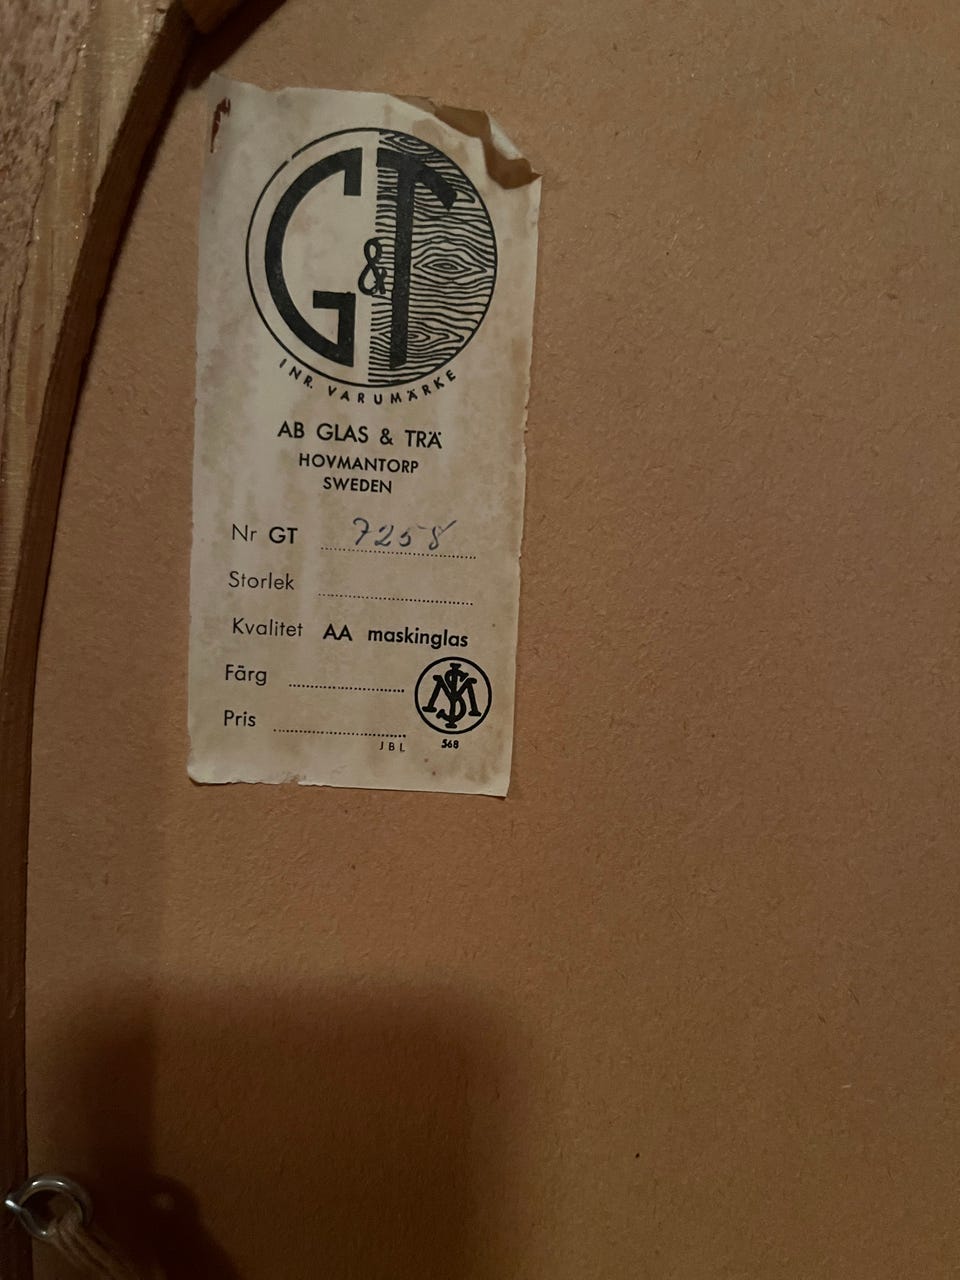 G&T
INR. VARUMÄRKE
AB GLAS & TRÄ
HOVMANTORP
SWEDEN
Nr GT 7258
Storlek
Kvalitet AA maskinglas
Färg
Pris
JBL
568